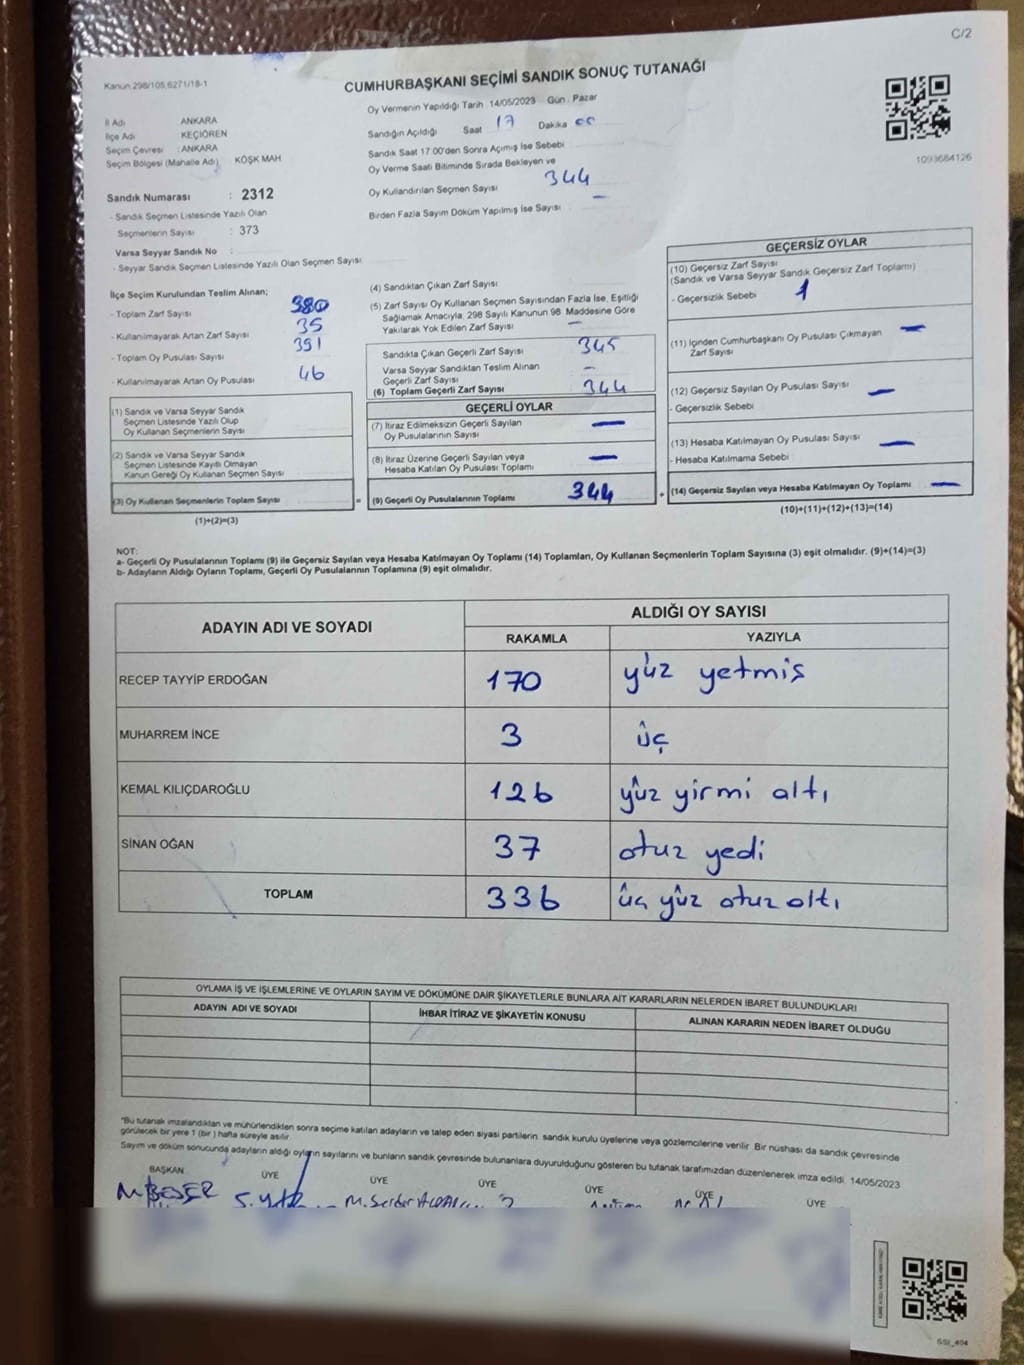 C/2
Kanun 298/105,6271/18-1
CUMHURBAŞKANI SEÇİMİ SANDIK SONUÇ TUTANAĞI
İl Adı ANKARA
İlçe Adı KEÇİÖREN
Seçim Çevresi : ANKARA
Seçim Bölgesi (Mahalle Adı) KÖŞK MAH
Sandık Numarası : 2312
- Sandık Seçmen Listesinde Yazılı Olan
Seçmenlerin Sayısı : 373
Varsa Seyyar Sandık No :
- Seyyar Sandık Seçmen Listesinde Yazılı Olan Seçmen Sayısı
Oy Vermenin Yapıldığı Tarih 14/05/2023 Gün : Pazar
Sandığın Açıldığı Saat 17 Dakika 00
Sandık Saat 17 00'den Sonra Açımış İse Sebebi
Oy Verme Saati Bitiminde Sırada Bekleyen ve
Oy Kullandırılan Seçmen Sayısı 344
Birden Fazla Sayım Döküm Yapılmış İse Sayısı —
1093684126
İlçe Seçim Kurulundan Teslim Alınan;
- Toplam Zarf Sayısı 380
- Kullanılmayarak Artan Zarf Sayısı 35
- Toplam Oy Pusulası Sayısı 391
- Kullanılmayarak Artan Oy Pusulası 46
(1) Sandık ve Varsa Seyyar Sandık
Seçmen Listesinde Yazılı Olup
Oy Kullanan Seçmenlerin Sayısı
(2) Sandık ve Varsa Seyyar Sandık
Seçmen Listesinde Kayıtlı Olmayan
Kanun Gereği Oy Kullanan Seçmen Sayısı
(3) Oy Kullanan Seçmenlerin Toplam Sayısı =
(1)+(2)=(3)
(4) Sandıktan Çıkan Zarf Sayısı
(5) Zarf Sayısı Oy Kullanan Seçmen Sayısından Fazla İse, Eşitliği
Sağlamak Amacıyla, 298 Sayılı Kanunun 98. Maddesine Göre
Yakılarak Yok Edilen Zarf Sayısı —
Sandıkta Çıkan Geçerli Zarf Sayısı 345
Varsa Seyyar Sandıktan Teslim Alınan
Geçerli Zarf Sayısı —
(6) Toplam Geçerli Zarf Sayısı 344
GEÇERLİ OYLAR
(7) İtiraz Edilmeksizin Geçerli Sayılan
Oy Pusulalarının Sayısı —
(8) İtiraz Üzerine Geçerli Sayılan veya
Hesaba Katılan Oy Pusulası Toplamı —
(9) Geçerli Oy Pusulalarının Toplamı 344 +
GEÇERSİZ OYLAR
(10) Geçersiz Zarf Sayısı
(Sandık ve Varsa Seyyar Sandık Geçersiz Zarf Toplamı)
- Geçersizlik Sebebi 1
(11) İçinden Cumhurbaşkanı Oy Pusulası Çıkmayan
Zarf Sayısı —
(12) Geçersiz Sayılan Oy Pusulası Sayısı —
- Geçersizlik Sebebi
(13) Hesaba Katılmayan Oy Pusulası Sayısı —
- Hesaba Katılmama Sebebi
(14) Geçersiz Sayılan veya Hesaba Katılmayan Oy Toplamı —
(10)+(11)+(12)+(13)=(14)
NOT:
a- Geçerli Oy Pusulalarının Toplamı (9) ile Geçersiz Sayılan veya Hesaba Katılmayan Oy Toplamı (14) Toplamları, Oy Kullanan Seçmenlerin Toplam Sayısına (3) eşit olmalıdır. (9)+(14)=(3)
b- Adayların Aldığı Oyların Toplamı, Geçerli Oy Pusulalarının Toplamına (9) eşit olmalıdır.
ADAYIN ADI VE SOYADI ALDIĞI OY SAYISI
RAKAMLA YAZIYLA
RECEP TAYYİP ERDOĞAN 170 yüz yetmis
MUHARREM İNCE 3 üç
KEMAL KILIÇDAROĞLU 126 yüz yirmi altı
SİNAN OĞAN 37 otuz yedi
TOPLAM 336 üç yüz otuz altı
OYLAMA İŞ VE İŞLEMLERİNE VE OYLARIN SAYIM VE DÖKÜMÜNE DAİR ŞİKAYETLERLE BUNLARA AİT KARARLARIN NELERDEN İBARET BULUNDUKLARI
ADAYIN ADI VE SOYADI İHBAR İTİRAZ VE ŞİKAYETİN KONUSU ALINAN KARARIN NEDEN İBARET OLDUĞU
"Bu tutanak imzalandıktan ve mühürlendikten sonra seçime katılan adayların ve talep eden siyasi partilerin sandık kurulu üyelerine veya gözlemcilerine verilir. Bir nüshası da sandık çevresinde
görülecek bir yere 1 (bir) hafta süreyle asılır.
Sayım ve döküm sonucunda adayların aldığı oyların sayılarını ve bunların sandık çevresinde bulunanlara duyurulduğunu gösteren bu tutanak tarafımızdan düzenlenerek imza edildi. 14/05/2023
BAŞKAN ÜYE ÜYE ÜYE ÜYE ÜYE ÜYE
M. BEŞER
M. Serdar